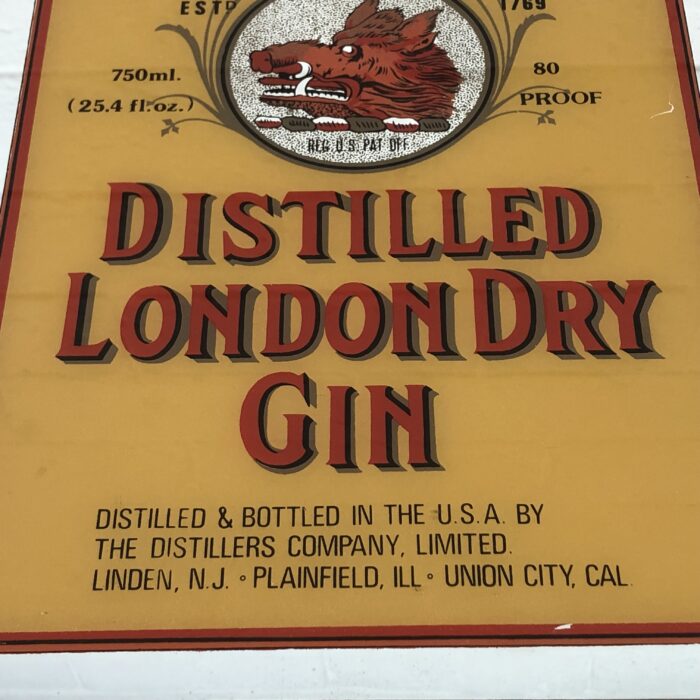 ESTD 1769
750ml. 80
(25.4 fl.oz.) PROOF
REG U.S. PAT OFF
DISTILLED
LONDON DRY
GIN
DISTILLED & BOTTLED IN THE U.S.A. BY
THE DISTILLERS COMPANY, LIMITED.
LINDEN, N.J. • PLAINFIELD, ILL • UNION CITY, CAL.